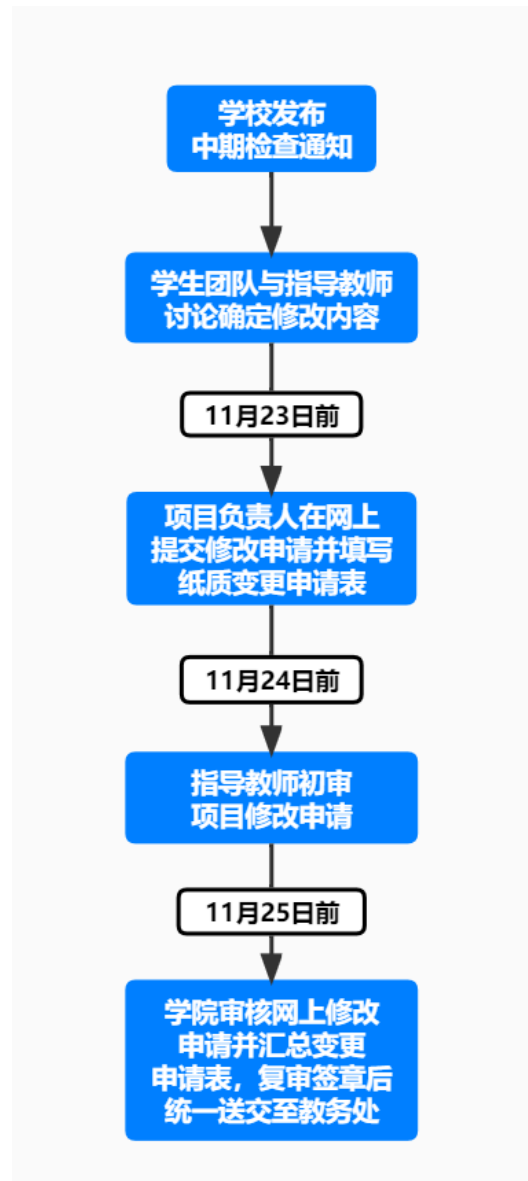 学校发布
中期检查通知
学生团队与指导教师
讨论确定修改内容
11月23日前
项目负责人在网上
提交修改申请并填写
纸质变更申请表
11月24日前
指导教师初审
项目修改申请
11月25日前
学院审核网上修改
申请并汇总变更
申请表，复审签章后
统一送交至教务处